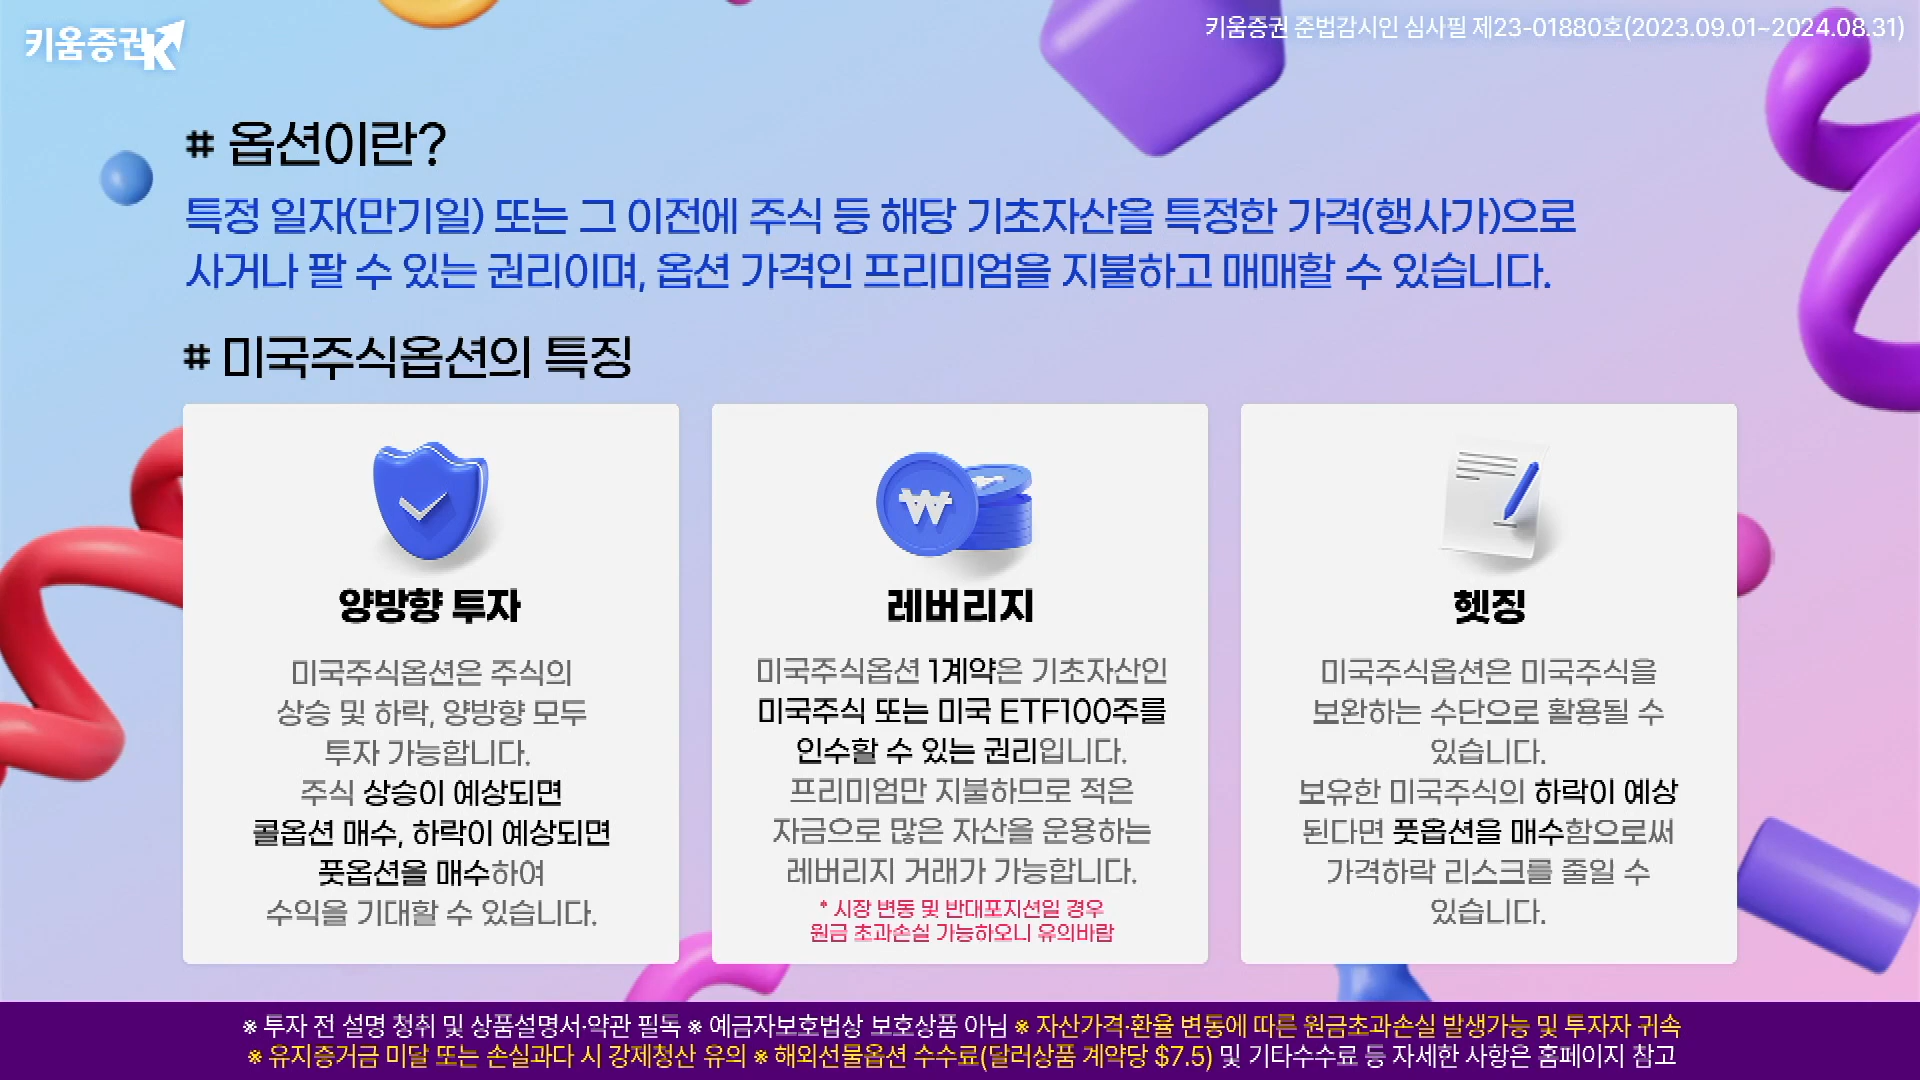 키움증권
키움증권 준법감시인 심사필 제23-01880호(2023.09.01~2024.08.31)
# 옵션이란?
특정 일자(만기일) 또는 그 이전에 주식 등 해당 기초자산을 특정한 가격(행사가)으로
사거나 팔 수 있는 권리이며, 옵션 가격인 프리미엄을 지불하고 매매할 수 있습니다.
# 미국주식옵션의 특징
양방향 투자
미국주식옵션은 주식의
상승 및 하락, 양방향 모두
투자 가능합니다.
주식 상승이 예상되면
콜옵션 매수, 하락이 예상되면
풋옵션을 매수하여
수익을 기대할 수 있습니다.
₩
레버리지
미국주식옵션 1계약은 기초자산인
미국주식 또는 미국 ETF100주를
인수할 수 있는 권리입니다.
프리미엄만 지불하므로 적은
자금으로 많은 자산을 운용하는
레버리지 거래가 가능합니다.
* 시장 변동 및 반대포지션일 경우
원금 초과손실 가능하오니 유의바람
헷징
미국주식옵션은 미국주식을
보완하는 수단으로 활용될 수
있습니다.
보유한 미국주식의 하락이 예상
된다면 풋옵션을 매수함으로써
가격하락 리스크를 줄일 수
있습니다.
※ 투자 전 설명 청취 및 상품설명서·약관 필독 ※ 예금자보호법상 보호상품 아님 ※ 자산가격·환율 변동에 따른 원금초과손실 발생가능 및 투자자 귀속
※ 유지증거금 미달 또는 손실과다 시 강제청산 유의 ※ 해외선물옵션 수수료(달러상품 계약당 $7.5) 및 기타수수료 등 자세한 사항은 홈페이지 참고